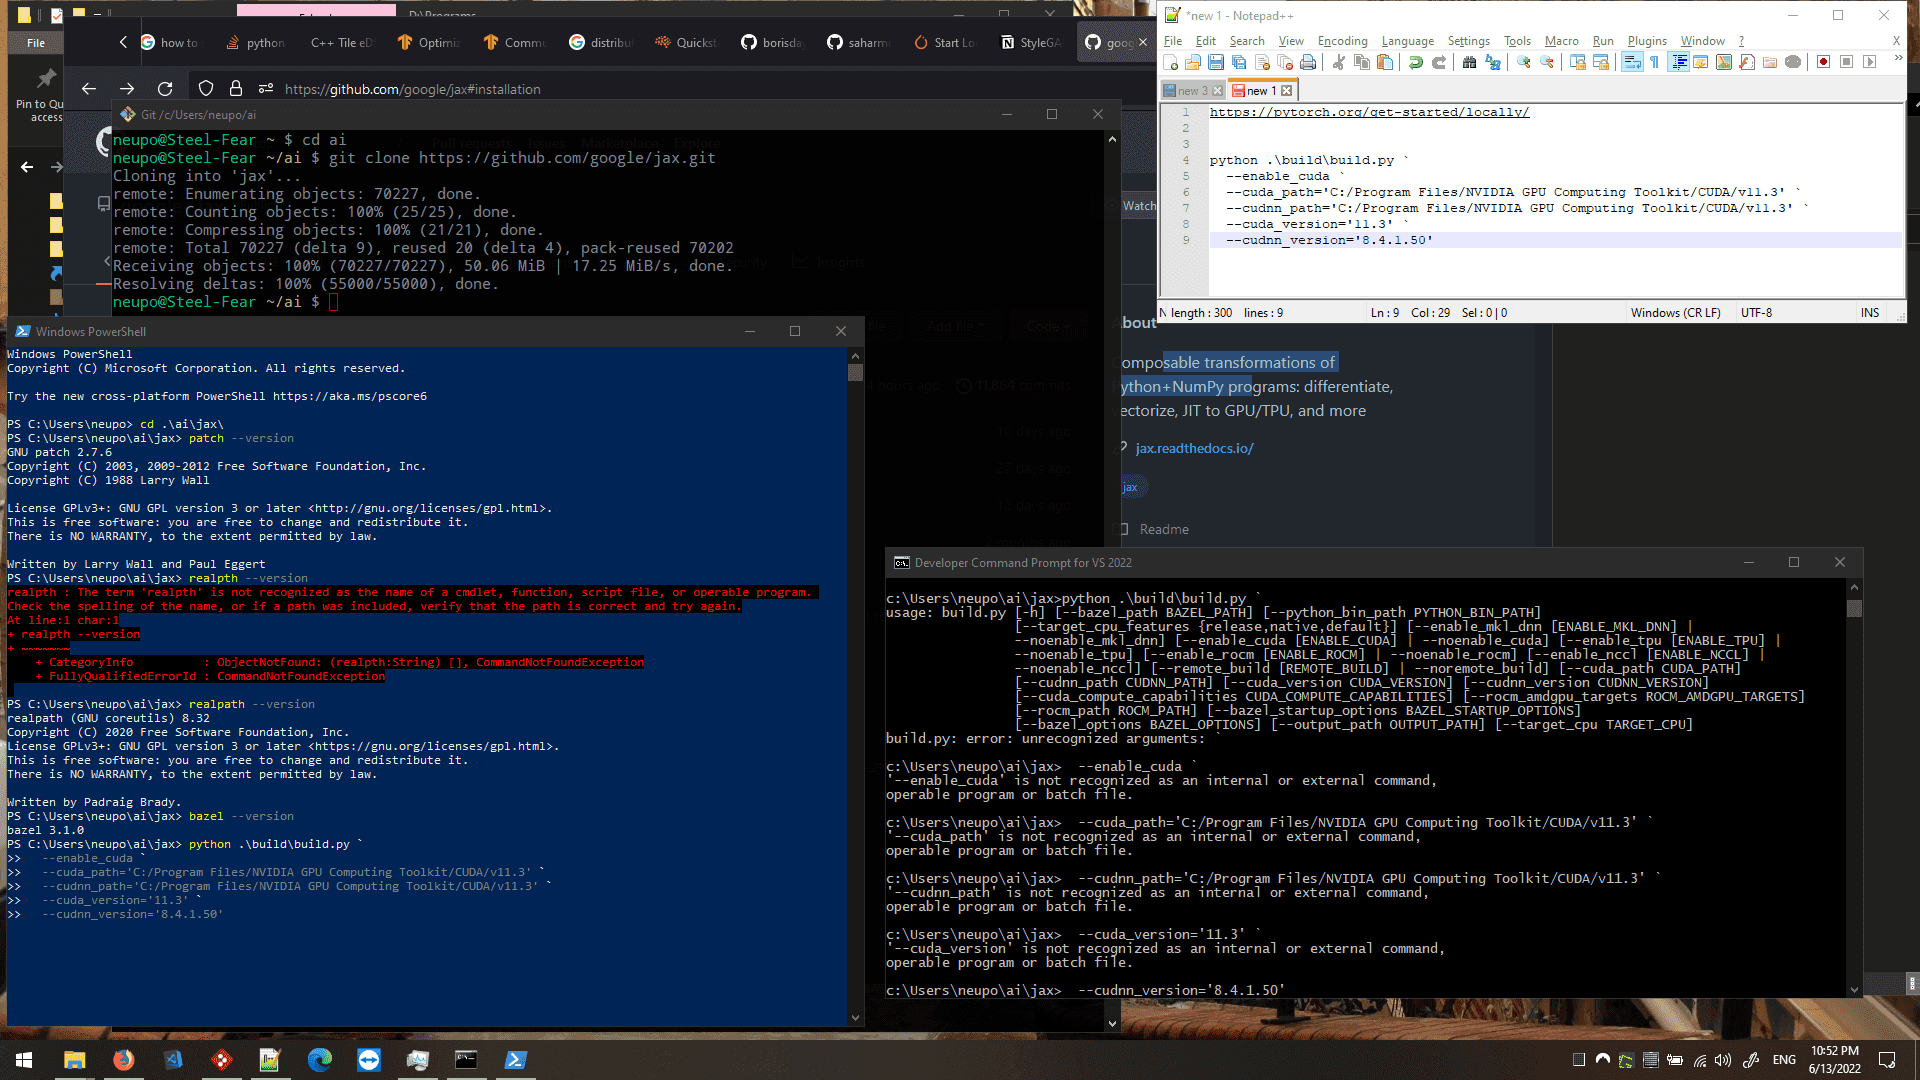 File
Pin to Qu
access
D:\Programs
how to
python
C++ Tile eD
Optimiz
Commu
distribut
Quickst
borisda
saharm
Start Lo
StyleGA
goog
https://github.com/google/jax#installation
Git /c/Users/neupo/ai
neupo@Steel-Fear ~ $ cd ai
neupo@Steel-Fear ~/ai $ git clone https://github.com/google/jax.git
Cloning into 'jax'...
remote: Enumerating objects: 70227, done.
remote: Counting objects: 100% (25/25), done.
remote: Compressing objects: 100% (21/21), done.
remote: Total 70227 (delta 9), reused 20 (delta 4), pack-reused 70202
Receiving objects: 100% (70227/70227), 50.06 MiB | 17.25 MiB/s, done.
Resolving deltas: 100% (55000/55000), done.
neupo@Steel-Fear ~/ai $
*new 1 - Notepad++
File Edit Search View Encoding Language Settings Tools Macro Run Plugins Window ? X
new 3
new 1
1 https://pytorch.org/get-started/locally/
2
3
4 python .\build\build.py `
5 --enable_cuda `
6 --cuda_path='C:/Program Files/NVIDIA GPU Computing Toolkit/CUDA/v11.3' `
7 --cudnn_path='C:/Program Files/NVIDIA GPU Computing Toolkit/CUDA/v11.3' `
8 --cuda_version='11.3' `
9 --cudnn_version='8.4.1.50'
N length : 300 lines : 9 Ln : 9 Col : 29 Sel : 0 | 0 Windows (CR LF) UTF-8 INS
Watch
Add file
Code
4 hours ago 11,864 commits
About
Composable transformations of
Python+NumPy programs: differentiate,
vectorize, JIT to GPU/TPU, and more
jax.readthedocs.io/
jax
Readme
Windows PowerShell
Windows PowerShell
Copyright (C) Microsoft Corporation. All rights reserved.
Try the new cross-platform PowerShell https://aka.ms/pscore6
PS C:\Users\neupo> cd .\ai\jax\
PS C:\Users\neupo\ai\jax> patch --version
GNU patch 2.7.6
Copyright (C) 2003, 2009-2012 Free Software Foundation, Inc.
Copyright (C) 1988 Larry Wall
License GPLv3+: GNU GPL version 3 or later <http://gnu.org/licenses/gpl.html>.
This is free software: you are free to change and redistribute it.
There is NO WARRANTY, to the extent permitted by law.
Written by Larry Wall and Paul Eggert
PS C:\Users\neupo\ai\jax> realpth --version
realpth : The term 'realpth' is not recognized as the name of a cmdlet, function, script file, or operable program.
Check the spelling of the name, or if a path was included, verify that the path is correct and try again.
At line:1 char:1
+ realpth --version
+ ~~~~~~~
+ CategoryInfo : ObjectNotFound: (realpth:String) [], CommandNotFoundException
+ FullyQualifiedErrorId : CommandNotFoundException
PS C:\Users\neupo\ai\jax> realpath --version
realpath (GNU coreutils) 8.32
Copyright (C) 2020 Free Software Foundation, Inc.
License GPLv3+: GNU GPL version 3 or later <https://gnu.org/licenses/gpl.html>.
This is free software: you are free to change and redistribute it.
There is NO WARRANTY, to the extent permitted by law.
Written by Padraig Brady.
PS C:\Users\neupo\ai\jax> bazel --version
bazel 3.1.0
PS C:\Users\neupo\ai\jax> python .\build\build.py `
>> --enable_cuda `
>> --cuda_path='C:/Program Files/NVIDIA GPU Computing Toolkit/CUDA/v11.3' `
>> --cudnn_path='C:/Program Files/NVIDIA GPU Computing Toolkit/CUDA/v11.3' `
>> --cuda_version='11.3' `
>> --cudnn_version='8.4.1.50'
Developer Command Prompt for VS 2022
c:\Users\neupo\ai\jax>python .\build\build.py `
usage: build.py [-h] [--bazel_path BAZEL_PATH] [--python_bin_path PYTHON_BIN_PATH]
[--target_cpu_features {release,native,default}] [--enable_mkl_dnn [ENABLE_MKL_DNN] |
--noenable_mkl_dnn] [--enable_cuda [ENABLE_CUDA] | --noenable_cuda] [--enable_tpu [ENABLE_TPU] |
--noenable_tpu] [--enable_rocm [ENABLE_ROCM] | --noenable_rocm] [--enable_nccl [ENABLE_NCCL] |
--noenable_nccl] [--remote_build [REMOTE_BUILD] | --noremote_build] [--cuda_path CUDA_PATH]
[--cudnn_path CUDNN_PATH] [--cuda_version CUDA_VERSION] [--cudnn_version CUDNN_VERSION]
[--cuda_compute_capabilities CUDA_COMPUTE_CAPABILITIES] [--rocm_amdgpu_targets ROCM_AMDGPU_TARGETS]
[--rocm_path ROCM_PATH] [--bazel_startup_options BAZEL_STARTUP_OPTIONS]
[--bazel_options BAZEL_OPTIONS] [--output_path OUTPUT_PATH] [--target_cpu TARGET_CPU]
build.py: error: unrecognized arguments: `
c:\Users\neupo\ai\jax> --enable_cuda `
'--enable_cuda' is not recognized as an internal or external command,
operable program or batch file.
c:\Users\neupo\ai\jax> --cuda_path='C:/Program Files/NVIDIA GPU Computing Toolkit/CUDA/v11.3' `
'--cuda_path' is not recognized as an internal or external command,
operable program or batch file.
c:\Users\neupo\ai\jax> --cudnn_path='C:/Program Files/NVIDIA GPU Computing Toolkit/CUDA/v11.3' `
'--cudnn_path' is not recognized as an internal or external command,
operable program or batch file.
c:\Users\neupo\ai\jax> --cuda_version='11.3' `
'--cuda_version' is not recognized as an internal or external command,
operable program or batch file.
c:\Users\neupo\ai\jax> --cudnn_version='8.4.1.50'
ENG
10:52 PM
6/13/2022